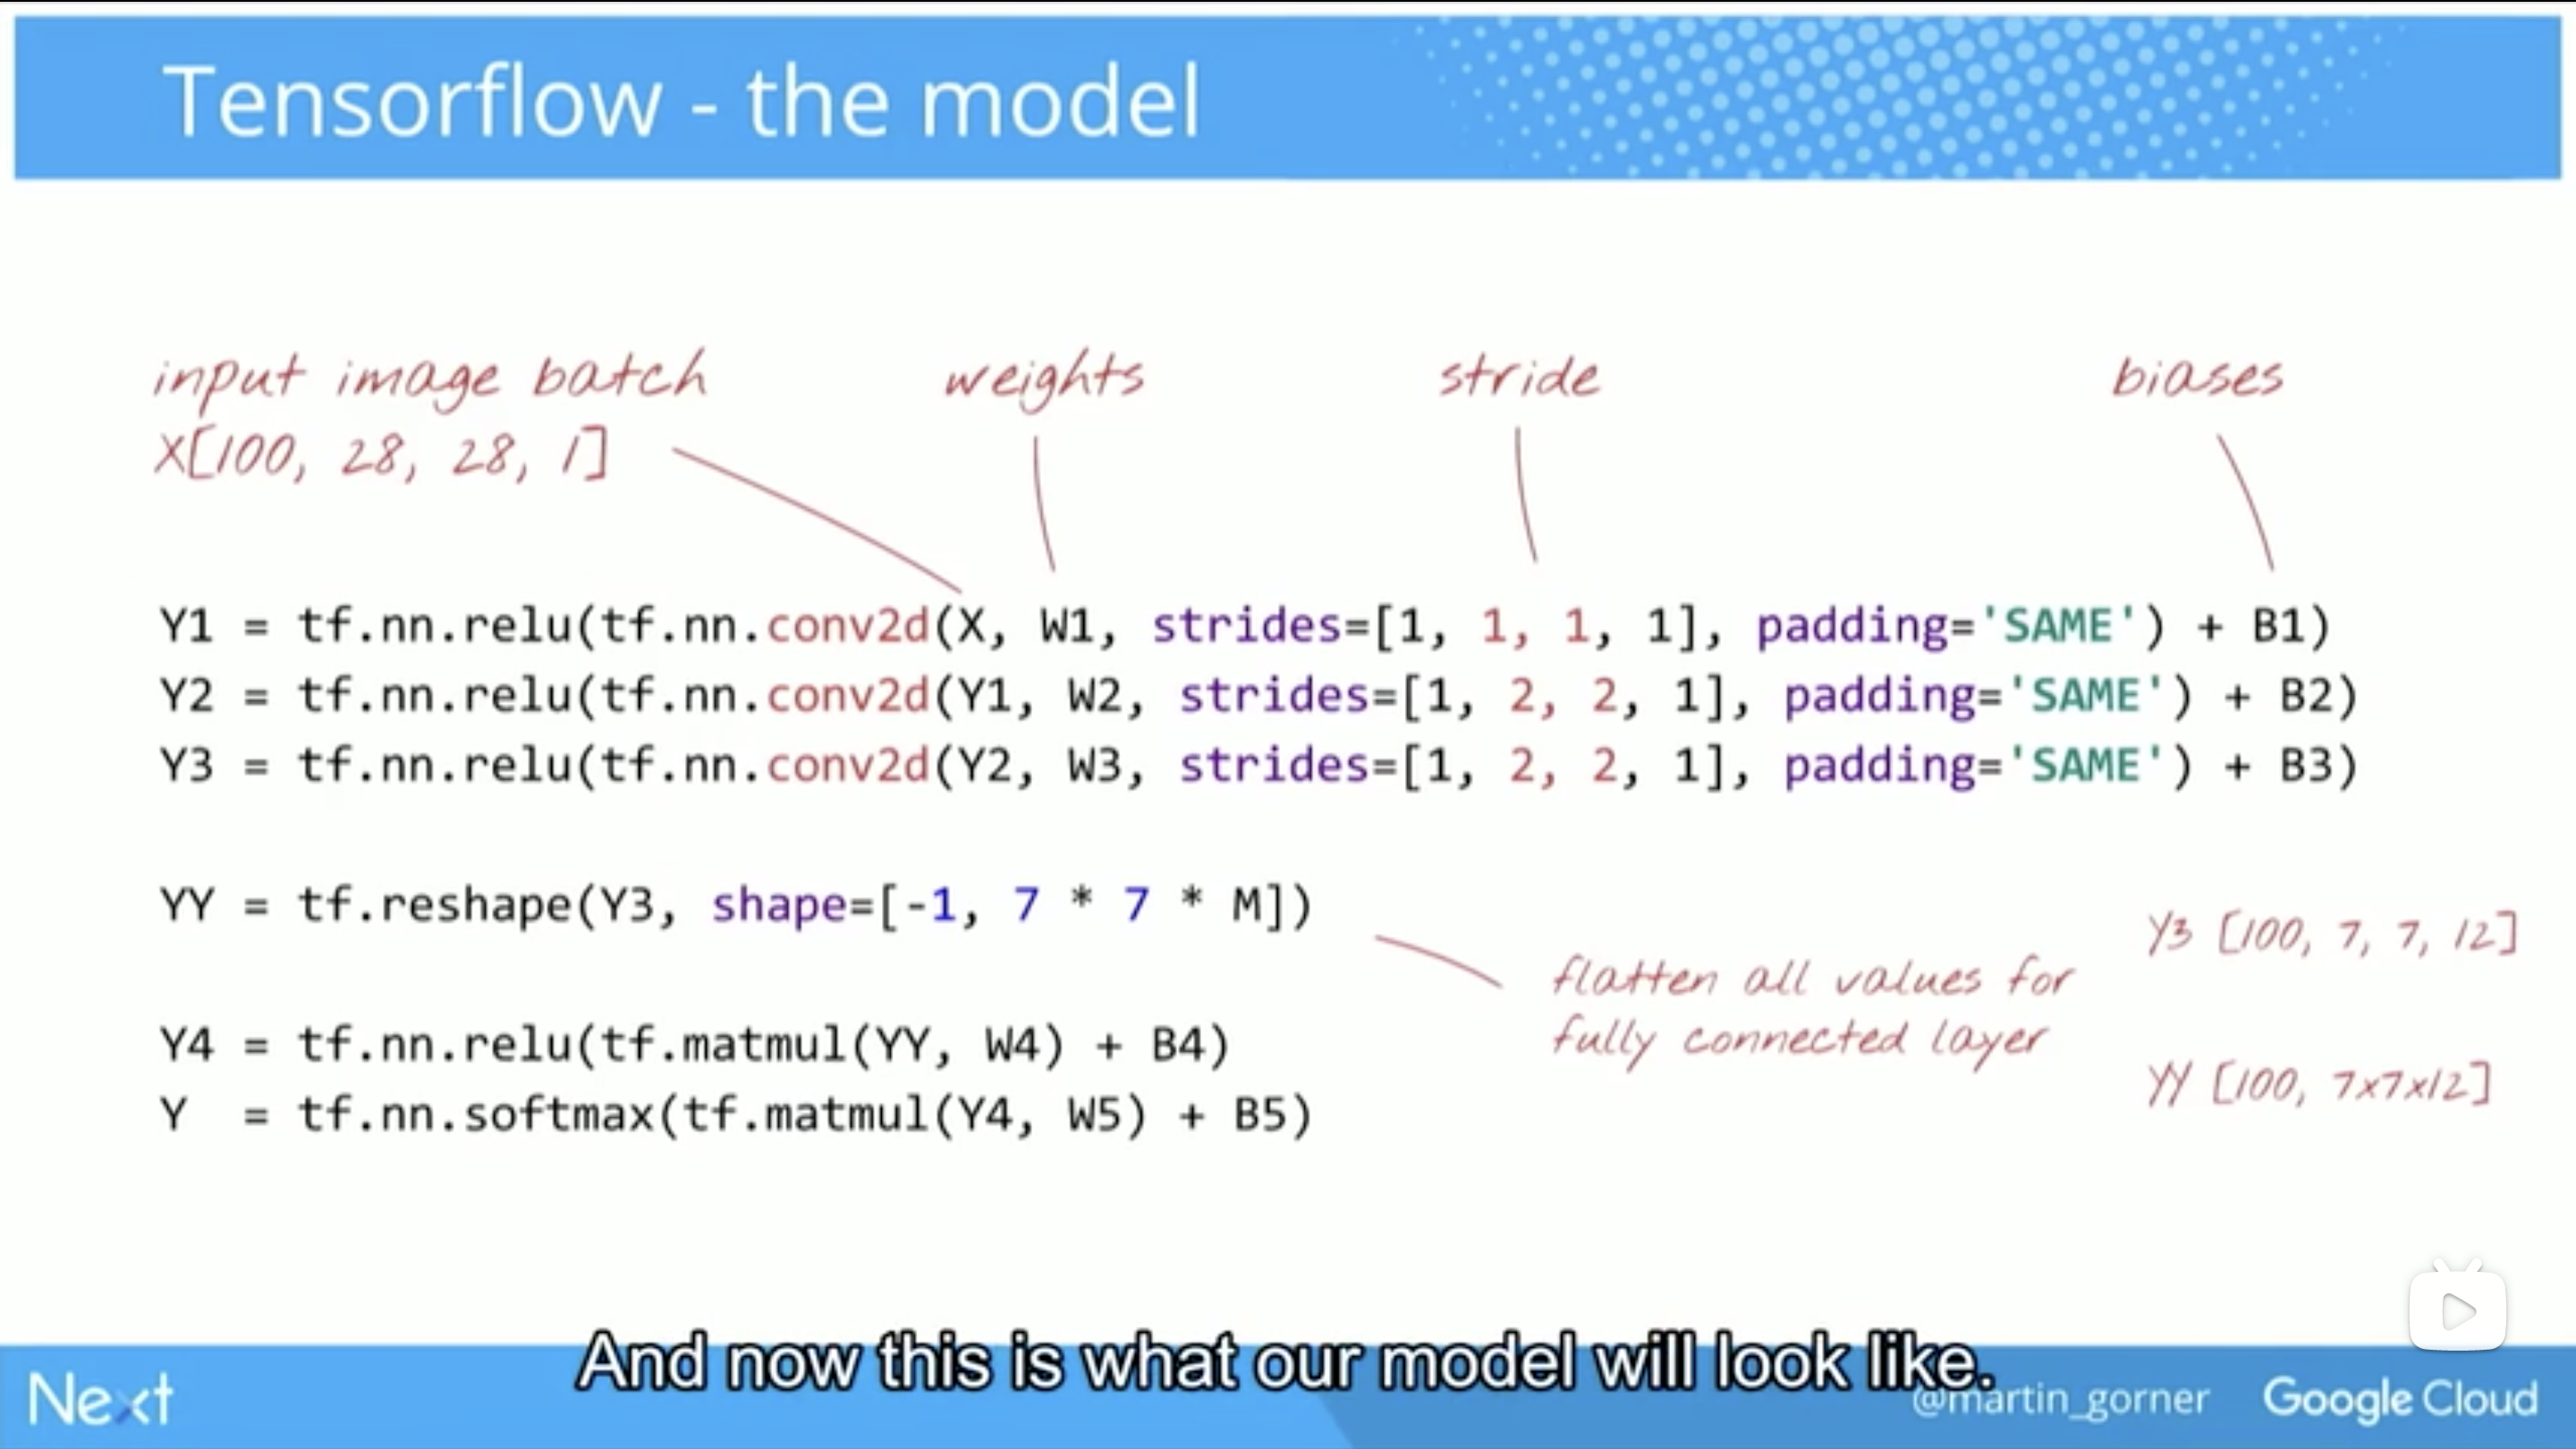 Tensorflow - the model
input image batch
X[100, 28, 28, 1]
weights
stride
biases
Y1 = tf.nn.relu(tf.nn.conv2d(X, W1, strides=[1, 1, 1, 1], padding='SAME') + B1)
Y2 = tf.nn.relu(tf.nn.conv2d(Y1, W2, strides=[1, 2, 2, 1], padding='SAME') + B2)
Y3 = tf.nn.relu(tf.nn.conv2d(Y2, W3, strides=[1, 2, 2, 1], padding='SAME') + B3)
YY = tf.reshape(Y3, shape=[-1, 7 * 7 * M])
flatten all values for
fully connected layer
Y3 [100, 7, 7, 12]
YY [100, 7x7x12]
Y4 = tf.nn.relu(tf.matmul(YY, W4) + B4)
Y = tf.nn.softmax(tf.matmul(Y4, W5) + B5)
And now this is what our model will look like.
Next
@martin_gorner
Google Cloud